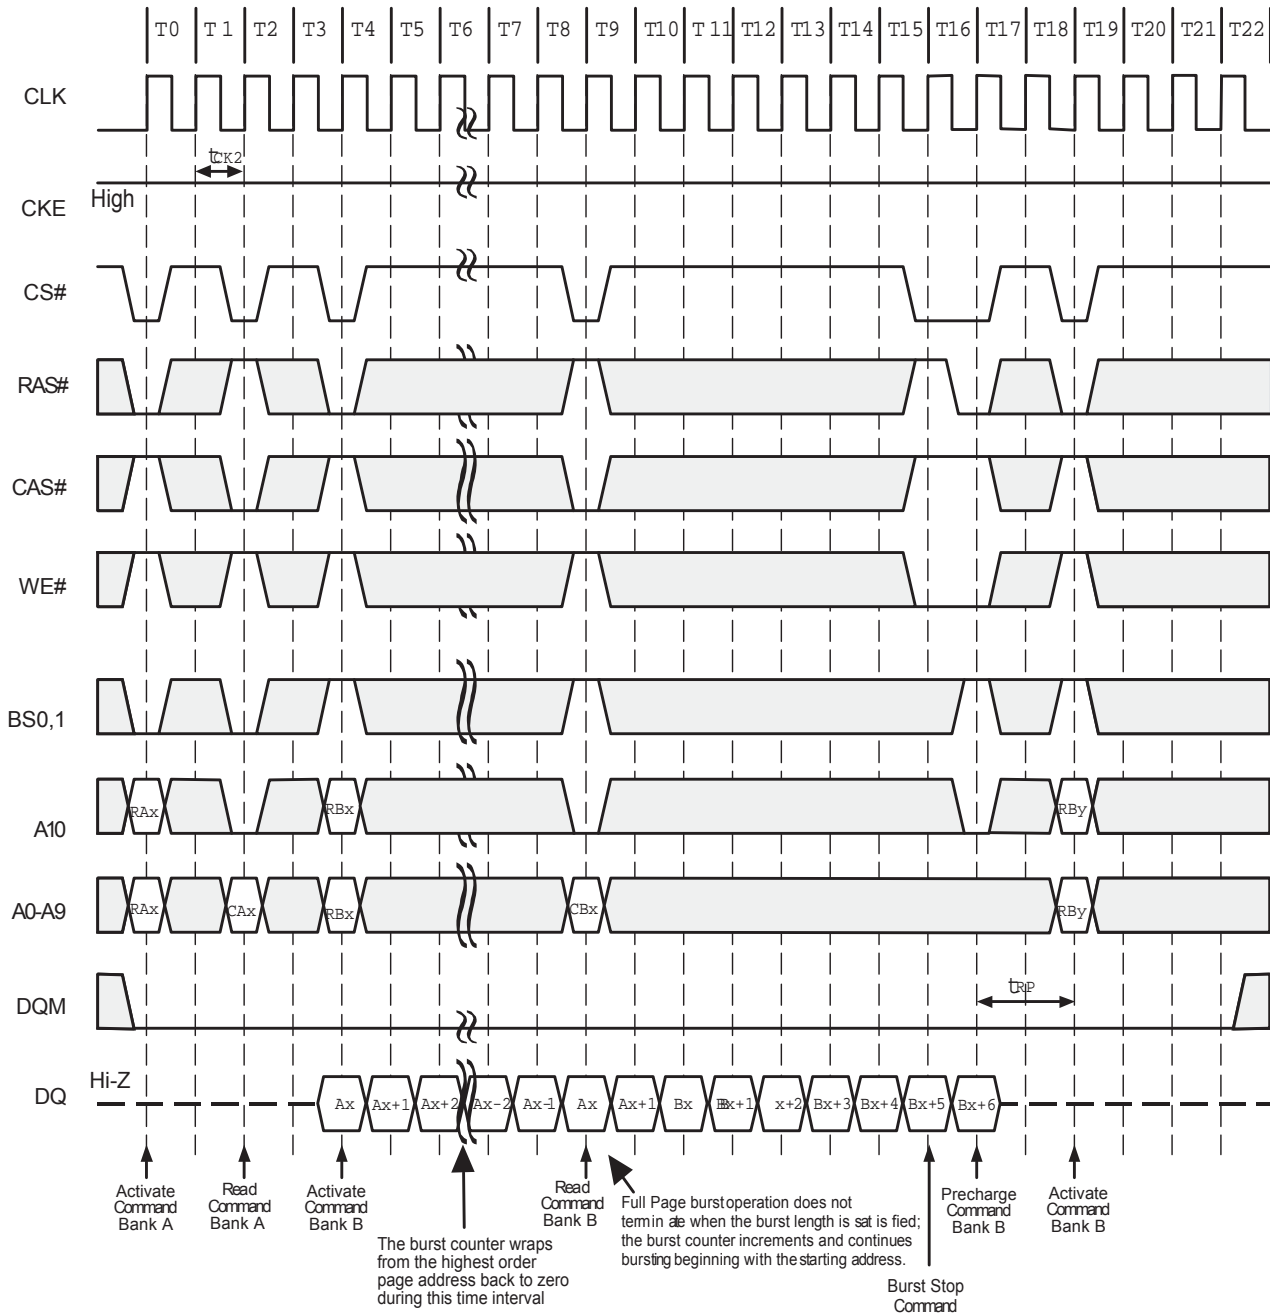 T0 T 1 T2 T3 T4 T5 T6 T7 T8 T9 T10 T 11 T12 T13 T14 T15 T16 T17 T18 T19 T20 T21 T22
CLK
tCK2
High
CKE
CS#
RAS#
CAS#
WE#
BS0,1
RAx RBx RBy
A10
RAx CAx RBx CBx RBy
A0-A9
tRP
DQM
Hi-Z
DQ
Ax Ax+1 Ax+2 Ax-2 Ax-1 Ax Ax+1 Bx Bx+1 x+2 Bx+3 Bx+4 Bx+5 Bx+6
Activate
Command
Bank A
Read
Command
Bank A
Activate
Command
Bank B
The burst counter wraps
from the highest order
page address back to zero
during this time interval
Read
Command
Bank B
Full Page burst operation does not
termin ate when the burst length is sat is fied;
the burst counter increments and continues
bursting beginning with the starting address.
Burst Stop
Command
Precharge
Command
Bank B
Activate
Command
Bank B